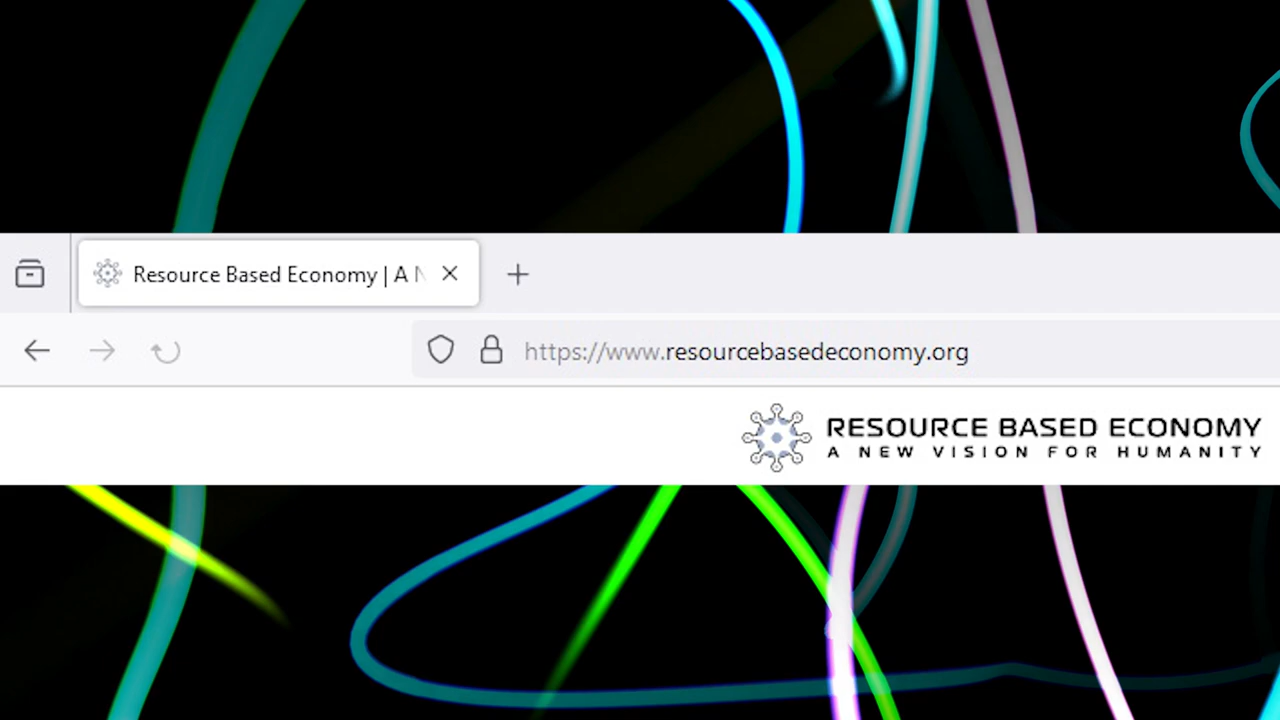 Resource Based Economy | A N
https://www.resourcebasedeconomy.org
RESOURCE BASED ECONOMY
A NEW VISION FOR HUMANITY